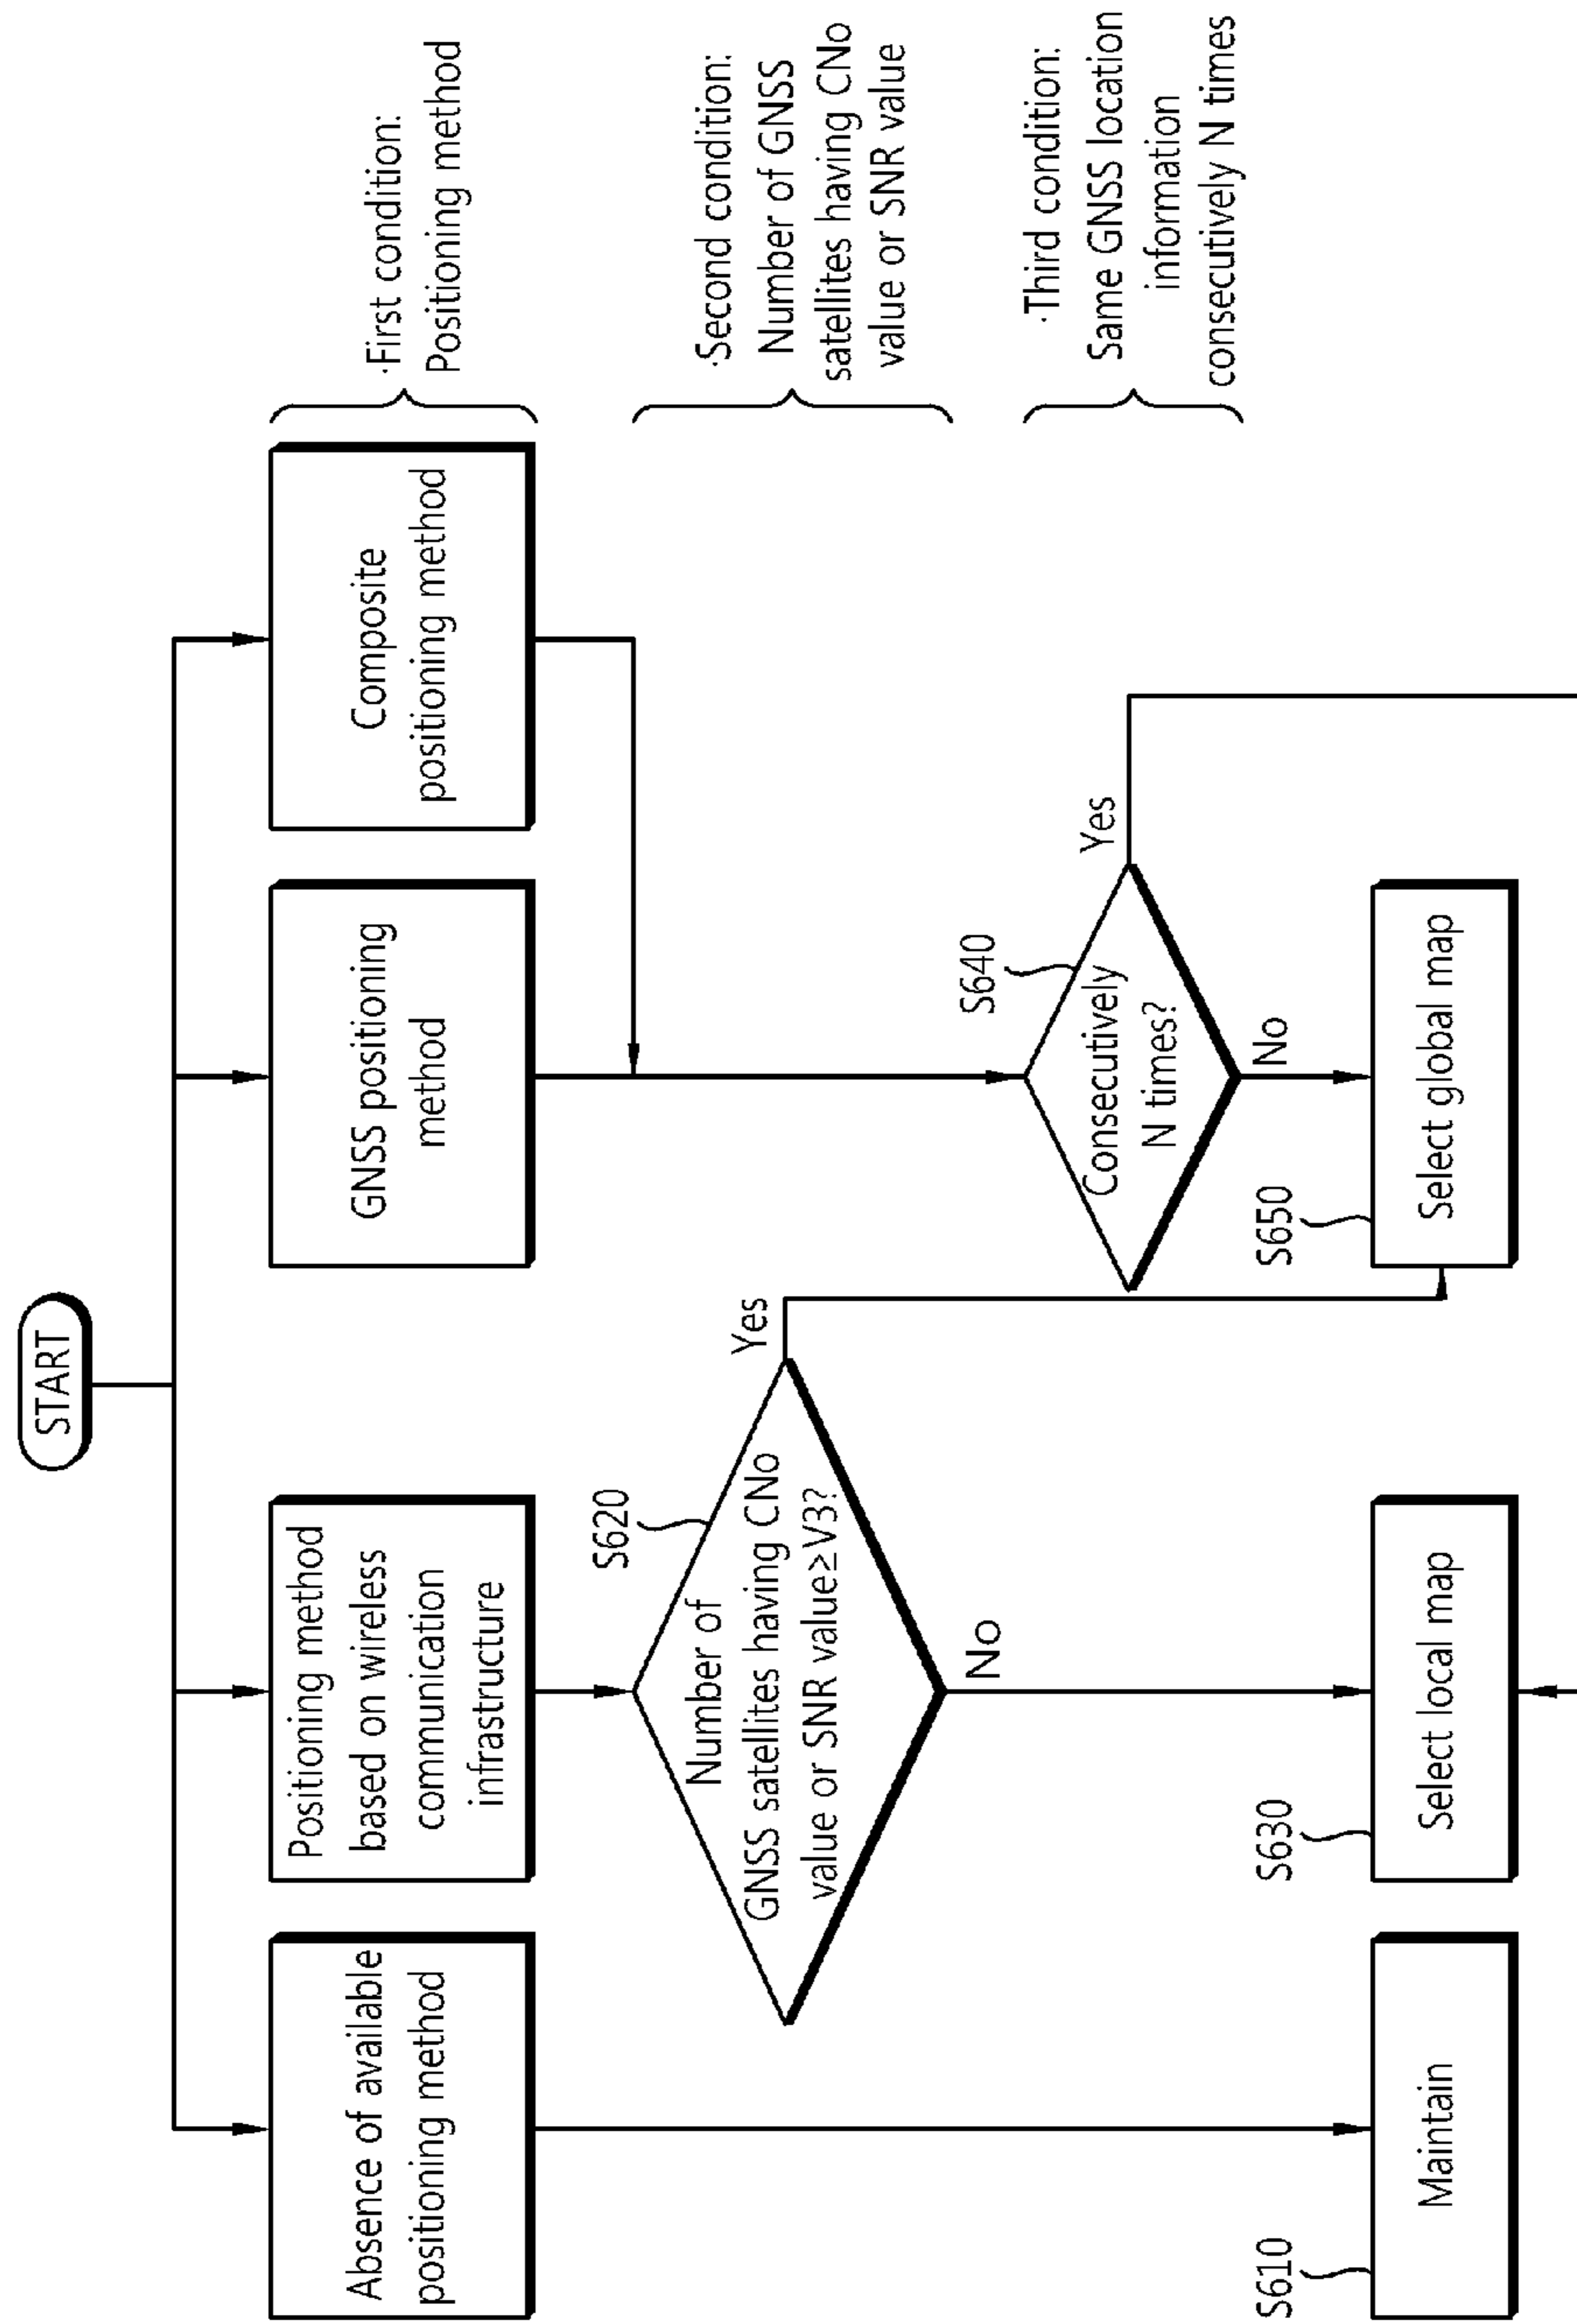 START
Absence of available
positioning method
Positioning method
based on wireless
communication
infrastructure
GNSS positioning
method
Composite
positioning method
·First condition:
Positioning method
S620
Number of
GNSS satellites having CNo
value or SNR value≥V3?
Yes
No
·Second condition:
Number of GNSS
satellites having CNo
value or SNR value
S640
Consecutively
N times?
Yes
No
·Third condition:
Same GNSS location
information
consecutively N times
S610
Maintain
S630
Select local map
S650
Select global map